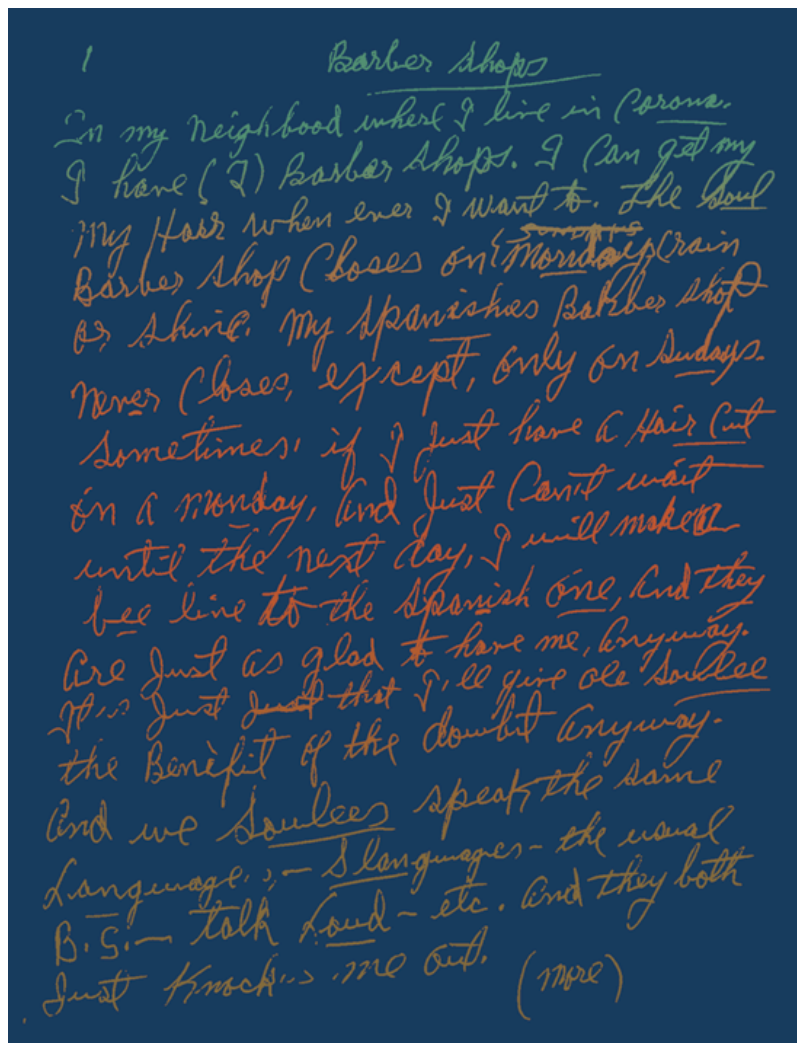 1 Barber Shops
In my Neighbood where I live in Corona.
I have (2) Barbar Shops. I Can get my
My Hair when ever I want to. The Soul
Barber Shop Closes on Monday (rain
or shine. My Spanishos Barber Shop
Never Closes, except, only on Sudays.
Sometimes, if I Just have a Hair Cut
on a Monday, and Just Can't wait
until the next day, I will make a
bee line to the Spanish one, and they
are Just as glad to have me, anyway.
It's Just Just that I'll give ole Soulee
the Benefit of the doubt anyway.
And we Soulees speak the same
Language,,– Slanguages – the usual
B.S.– talk Loud – etc. And they both
Just Knock,,s me out. (more)